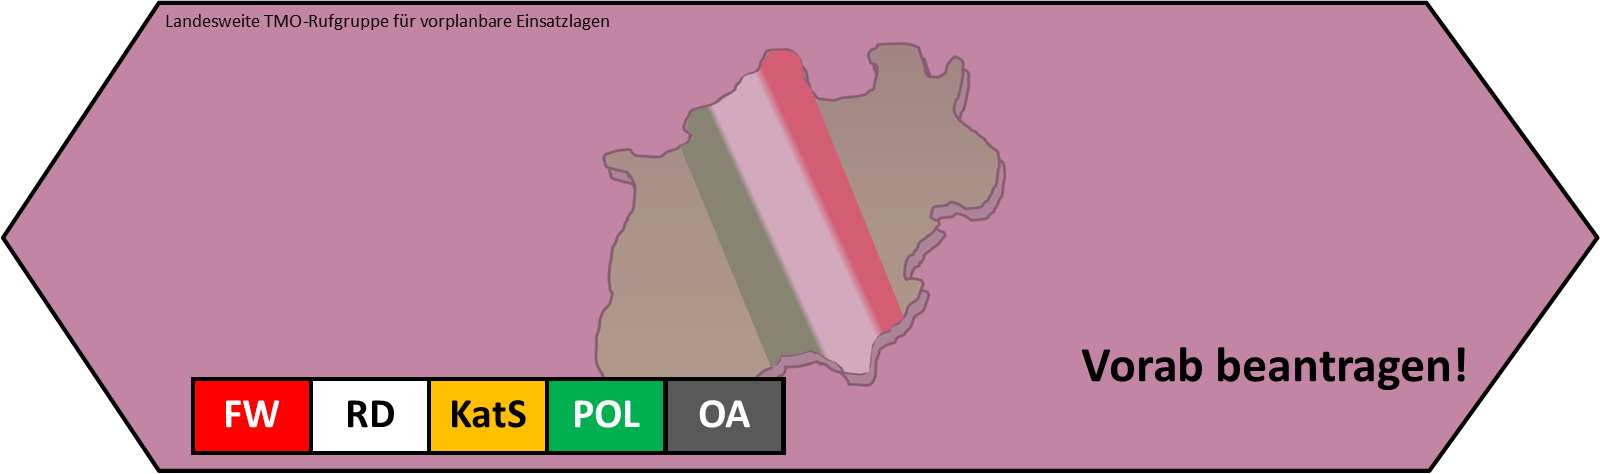 Landesweite TMO-Rufgruppe für vorplanbare Einsatzlagen
Vorab beantragen!
FW RD KatS POL OA